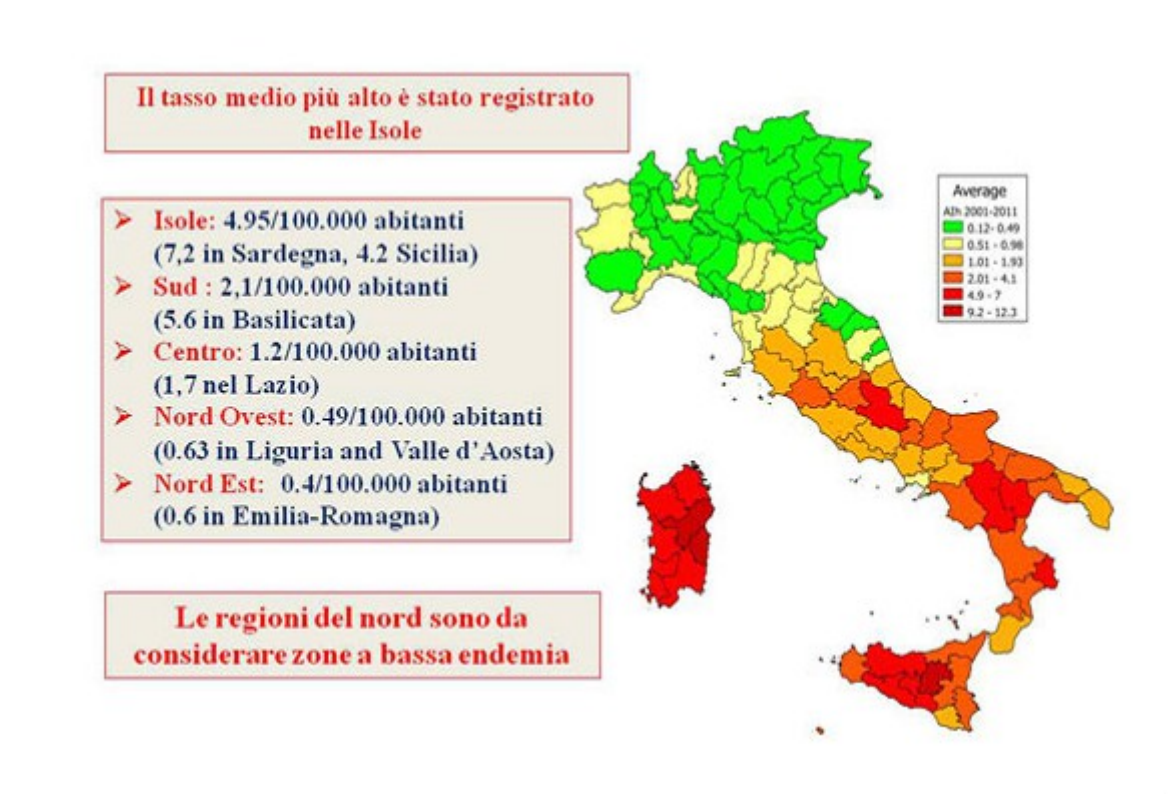 Il tasso medio più alto è stato registrato
nelle Isole
Isole: 4.95/100.000 abitanti
(7,2 in Sardegna, 4.2 Sicilia)
Sud : 2,1/100.000 abitanti
(5.6 in Basilicata)
Centro: 1.2/100.000 abitanti
(1,7 nel Lazio)
Nord Ovest: 0.49/100.000 abitanti
(0.63 in Liguria and Valle d'Aosta)
Nord Est: 0.4/100.000 abitanti
(0.6 in Emilia-Romagna)
Le regioni del nord sono da
considerare zone a bassa endemia
Average
AIh 2001-2011
0.12- 0.49
0.51 - 0.98
1.01 - 1.93
2.01 - 4.1
4.9 - 7
9.2 - 12.3